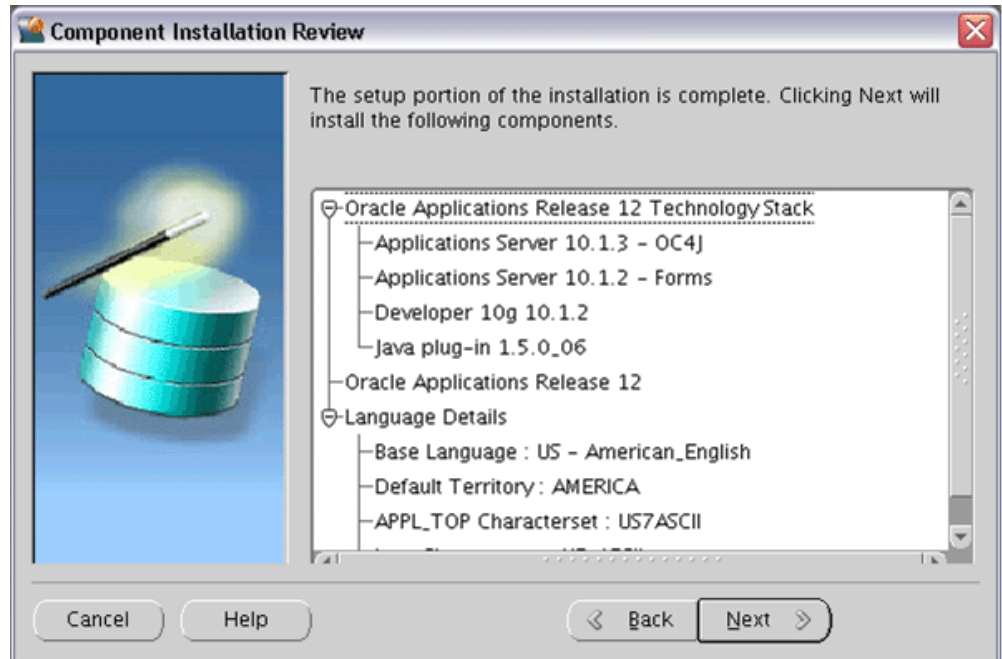 Component Installation Review
The setup portion of the installation is complete. Clicking Next will
install the following components.
Oracle Applications Release 12 Technology Stack
Applications Server 10.1.3 - OC4J
Applications Server 10.1.2 - Forms
Developer 10g 10.1.2
Java plug-in 1.5.0_06
Oracle Applications Release 12
Language Details
Base Language : US - American_English
Default Territory : AMERICA
APPL_TOP Characterset : US7ASCII
Cancel
Help
Back
Next